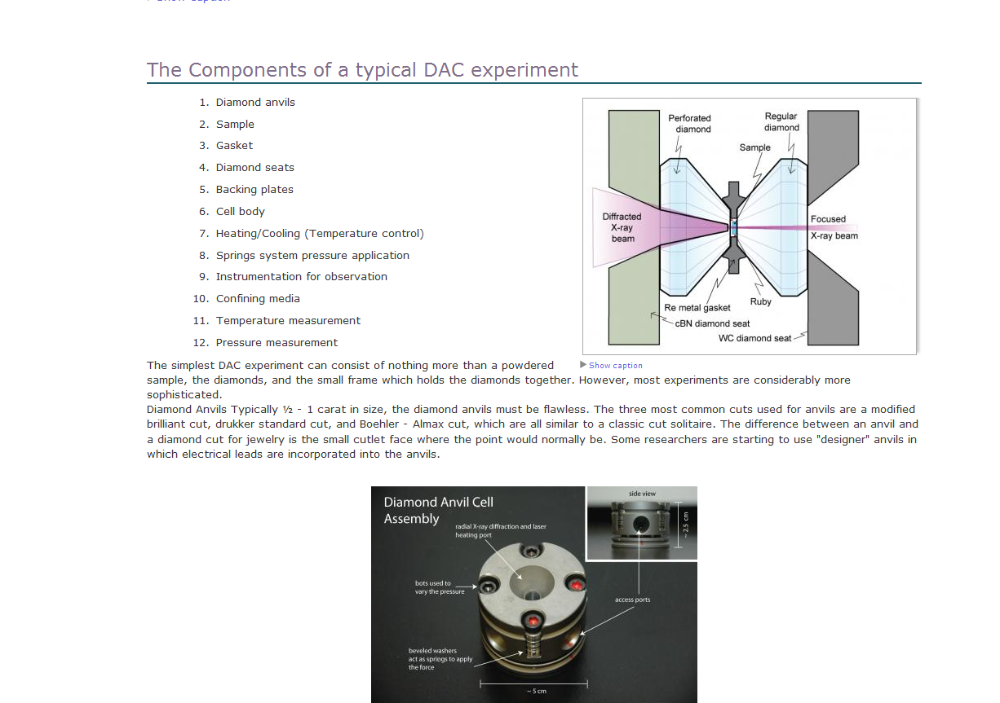 Show caption
The Components of a typical DAC experiment
1. Diamond anvils
2. Sample
3. Gasket
4. Diamond seats
5. Backing plates
6. Cell body
7. Heating/Cooling (Temperature control)
8. Springs system pressure application
9. Instrumentation for observation
10. Confining media
11. Temperature measurement
12. Pressure measurement
Perforated
diamond
Regular
diamond
Sample
Diffracted
X-ray
beam
Focused
X-ray beam
Re metal gasket
Ruby
cBN diamond seat
WC diamond seat
Show caption
The simplest DAC experiment can consist of nothing more than a powdered
sample, the diamonds, and the small frame which holds the diamonds together. However, most experiments are considerably more
sophisticated.
Diamond Anvils Typically ½ - 1 carat in size, the diamond anvils must be flawless. The three most common cuts used for anvils are a modified
brilliant cut, drukker standard cut, and Boehler - Almax cut, which are all similar to a classic cut solitaire. The difference between an anvil and
a diamond cut for jewelry is the small cutlet face where the point would normally be. Some researchers are starting to use "designer" anvils in
which electrical leads are incorporated into the anvils.
Diamond Anvil Cell
Assembly
radial X-ray diffraction and laser
heating port
side view
~ 2.5 cm
bots used to
vary the pressure
access ports
beveled washers
act as springs to apply
the force
~ 5 cm